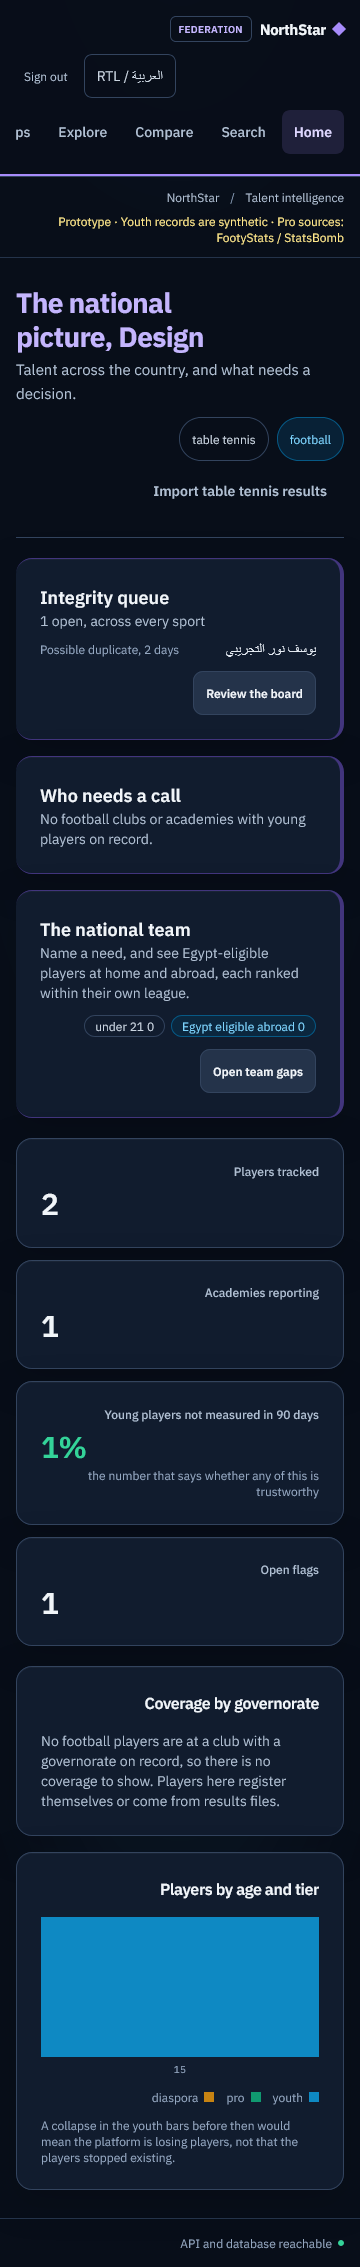 FEDERATION NorthStar
Sign out RTL / العربية
ps Explore Compare Search Home
NorthStar / Talent intelligence
Prototype · Youth records are synthetic · Pro sources:
FootyStats / StatsBomb
The national
picture, Design
Talent across the country, and what needs a
decision.
table tennis football
Import table tennis results
Integrity queue
1 open, across every sport
Possible duplicate, 2 days يوسف نور التجريبي
Review the board
Who needs a call
No football clubs or academies with young
players on record.
The national team
Name a need, and see Egypt-eligible
players at home and abroad, each ranked
within their own league.
under 21 0 Egypt eligible abroad 0
Open team gaps
Players tracked
2
Academies reporting
1
Young players not measured in 90 days
1%
the number that says whether any of this is
trustworthy
Open flags
1
Coverage by governorate
No football players are at a club with a
governorate on record, so there is no
coverage to show. Players here register
themselves or come from results files.
Players by age and tier
15
diaspora pro youth
A collapse in the youth bars before then would
mean the platform is losing players, not that the
players stopped existing.
API and database reachable